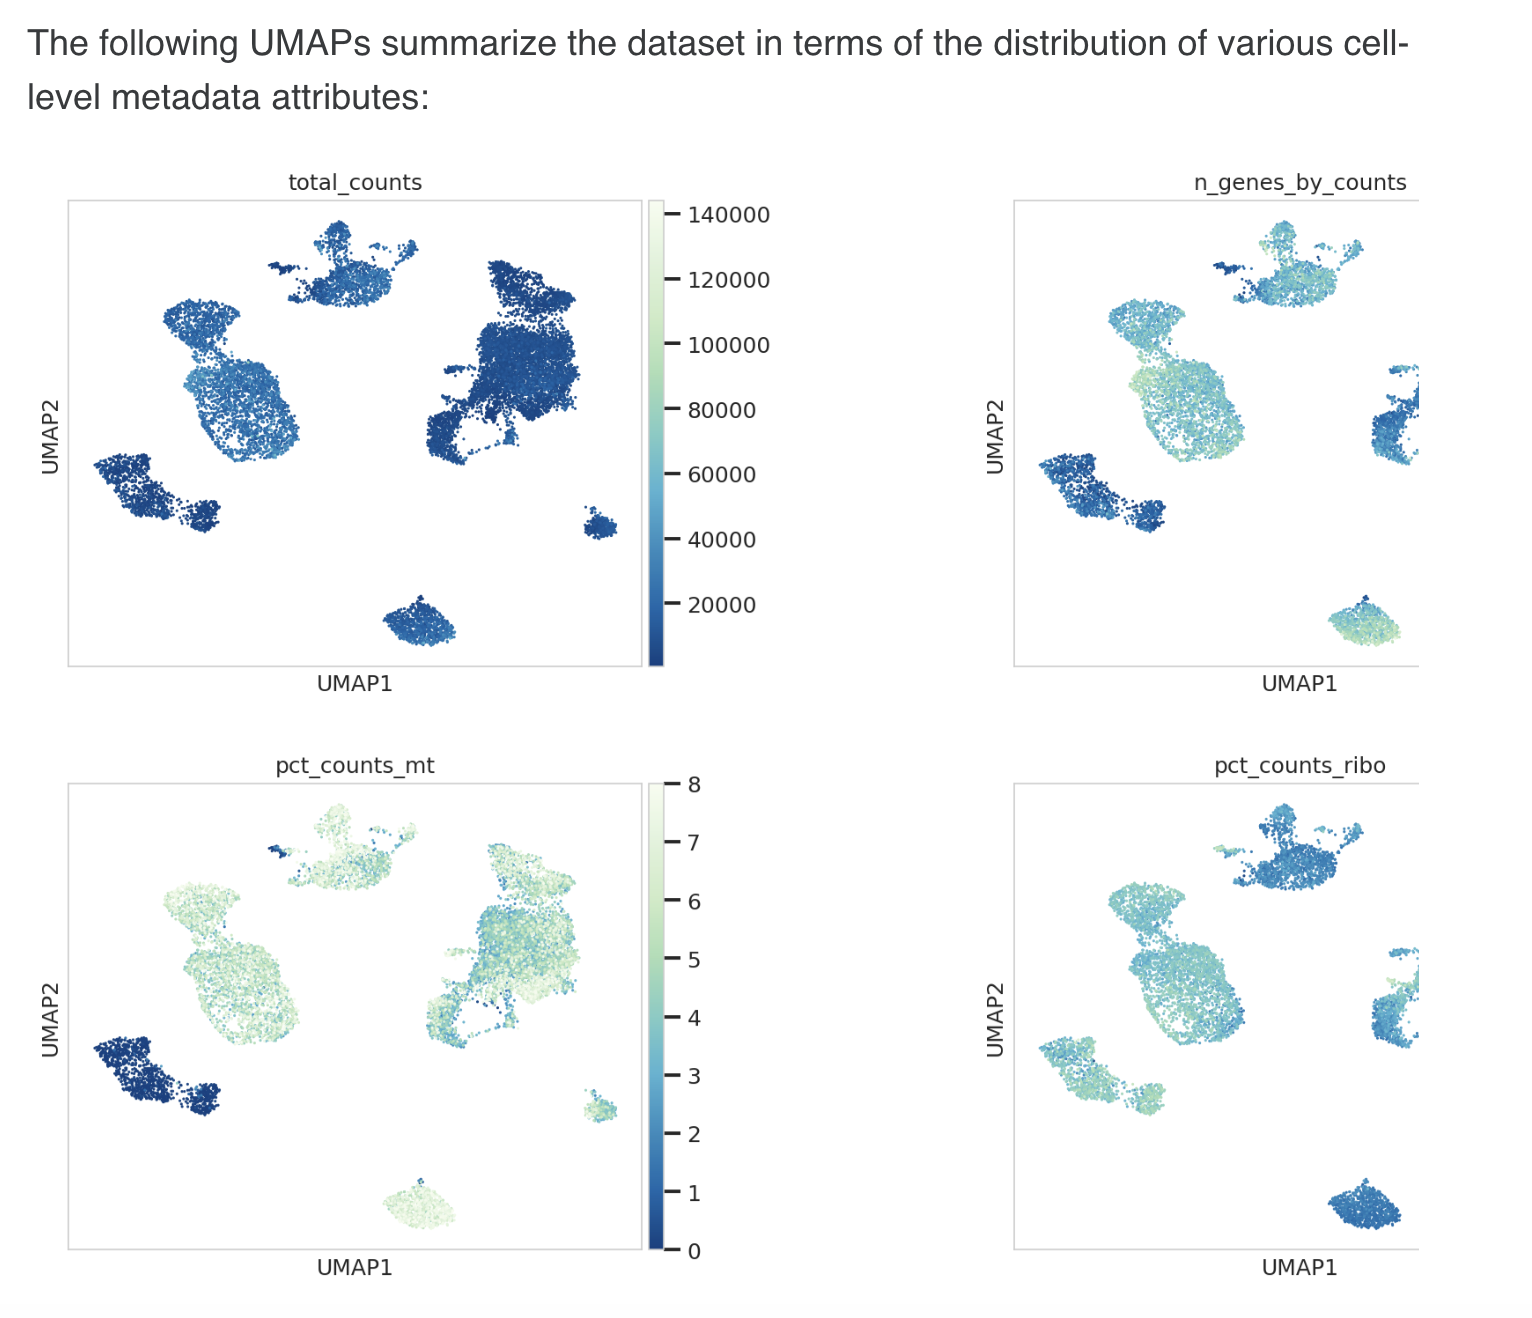 The following UMAPs summarize the dataset in terms of the distribution of various cell-
level metadata attributes:
total_counts
140000
120000
100000
80000
60000
40000
20000
UMAP2
UMAP1
n_genes_by_counts
UMAP2
UMAP1
pct_counts_mt
8
7
6
5
4
3
2
1
0
UMAP2
UMAP1
pct_counts_ribo
UMAP2
UMAP1